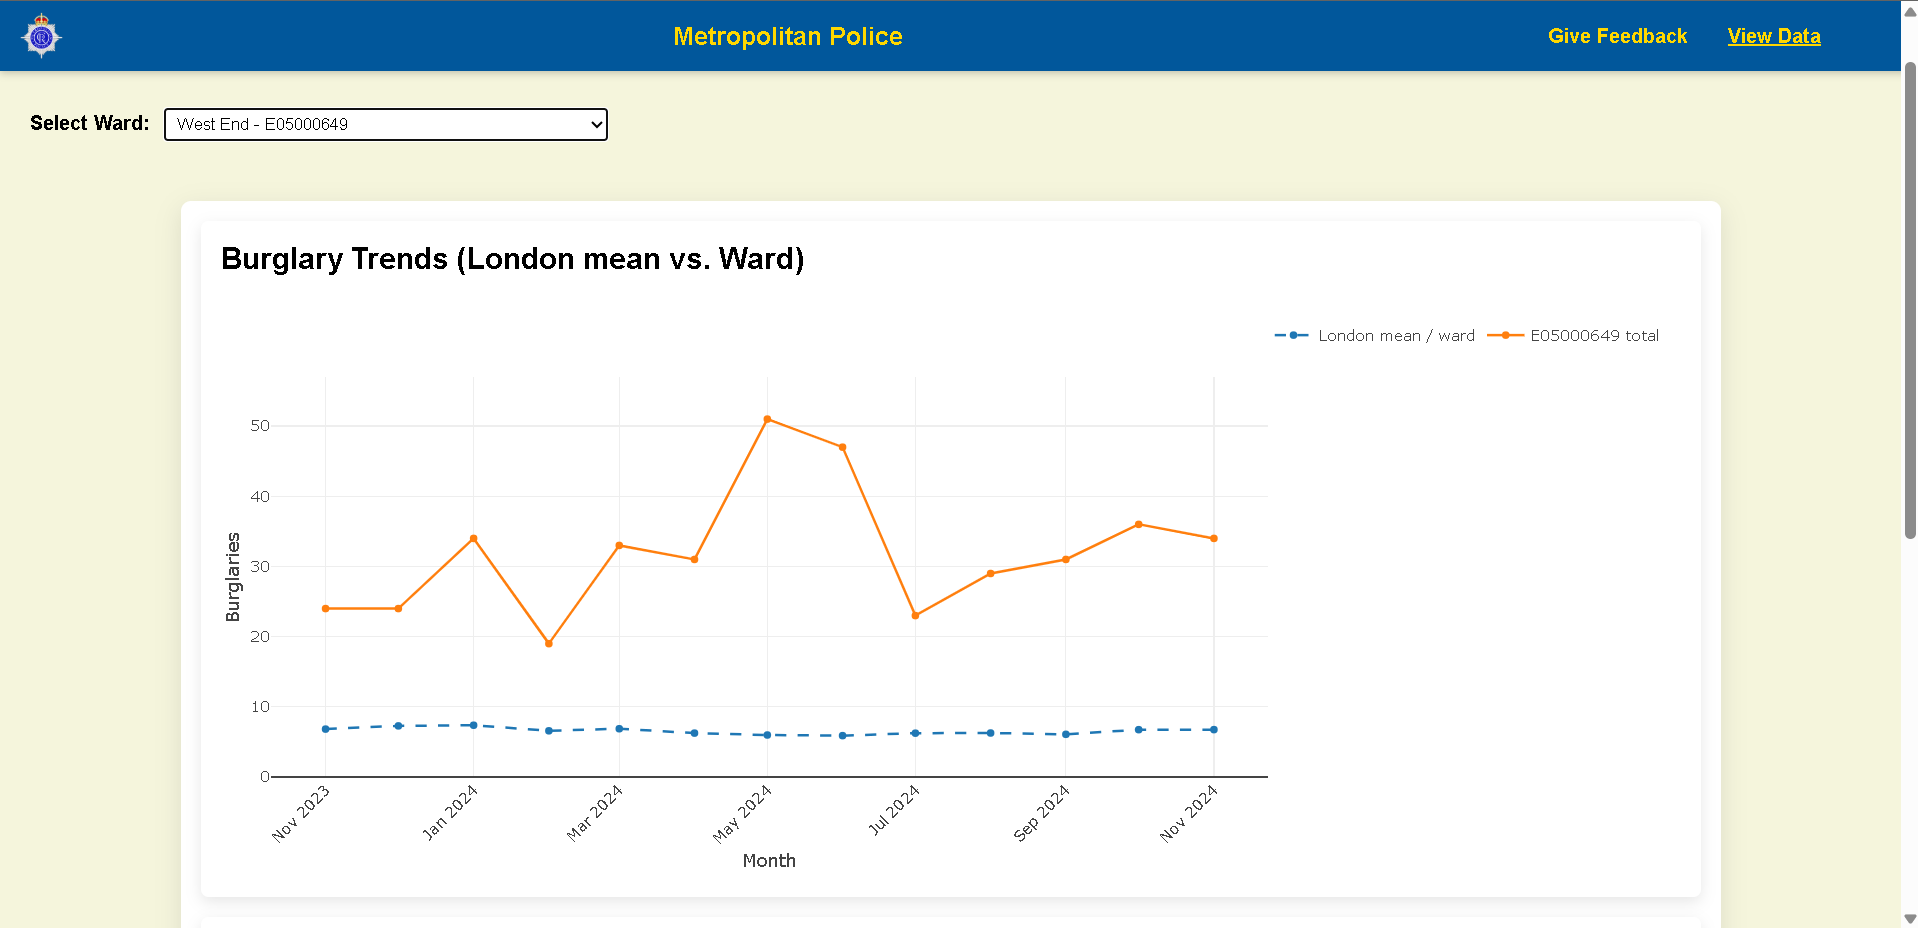 Metropolitan Police
Give Feedback
View Data
Select Ward:
West End - E05000649
Burglary Trends (London mean vs. Ward)
London mean / ward
E05000649 total
Burglaries
50
40
30
20
10
0
Nov 2023
Jan 2024
Mar 2024
May 2024
Jul 2024
Sep 2024
Nov 2024
Month